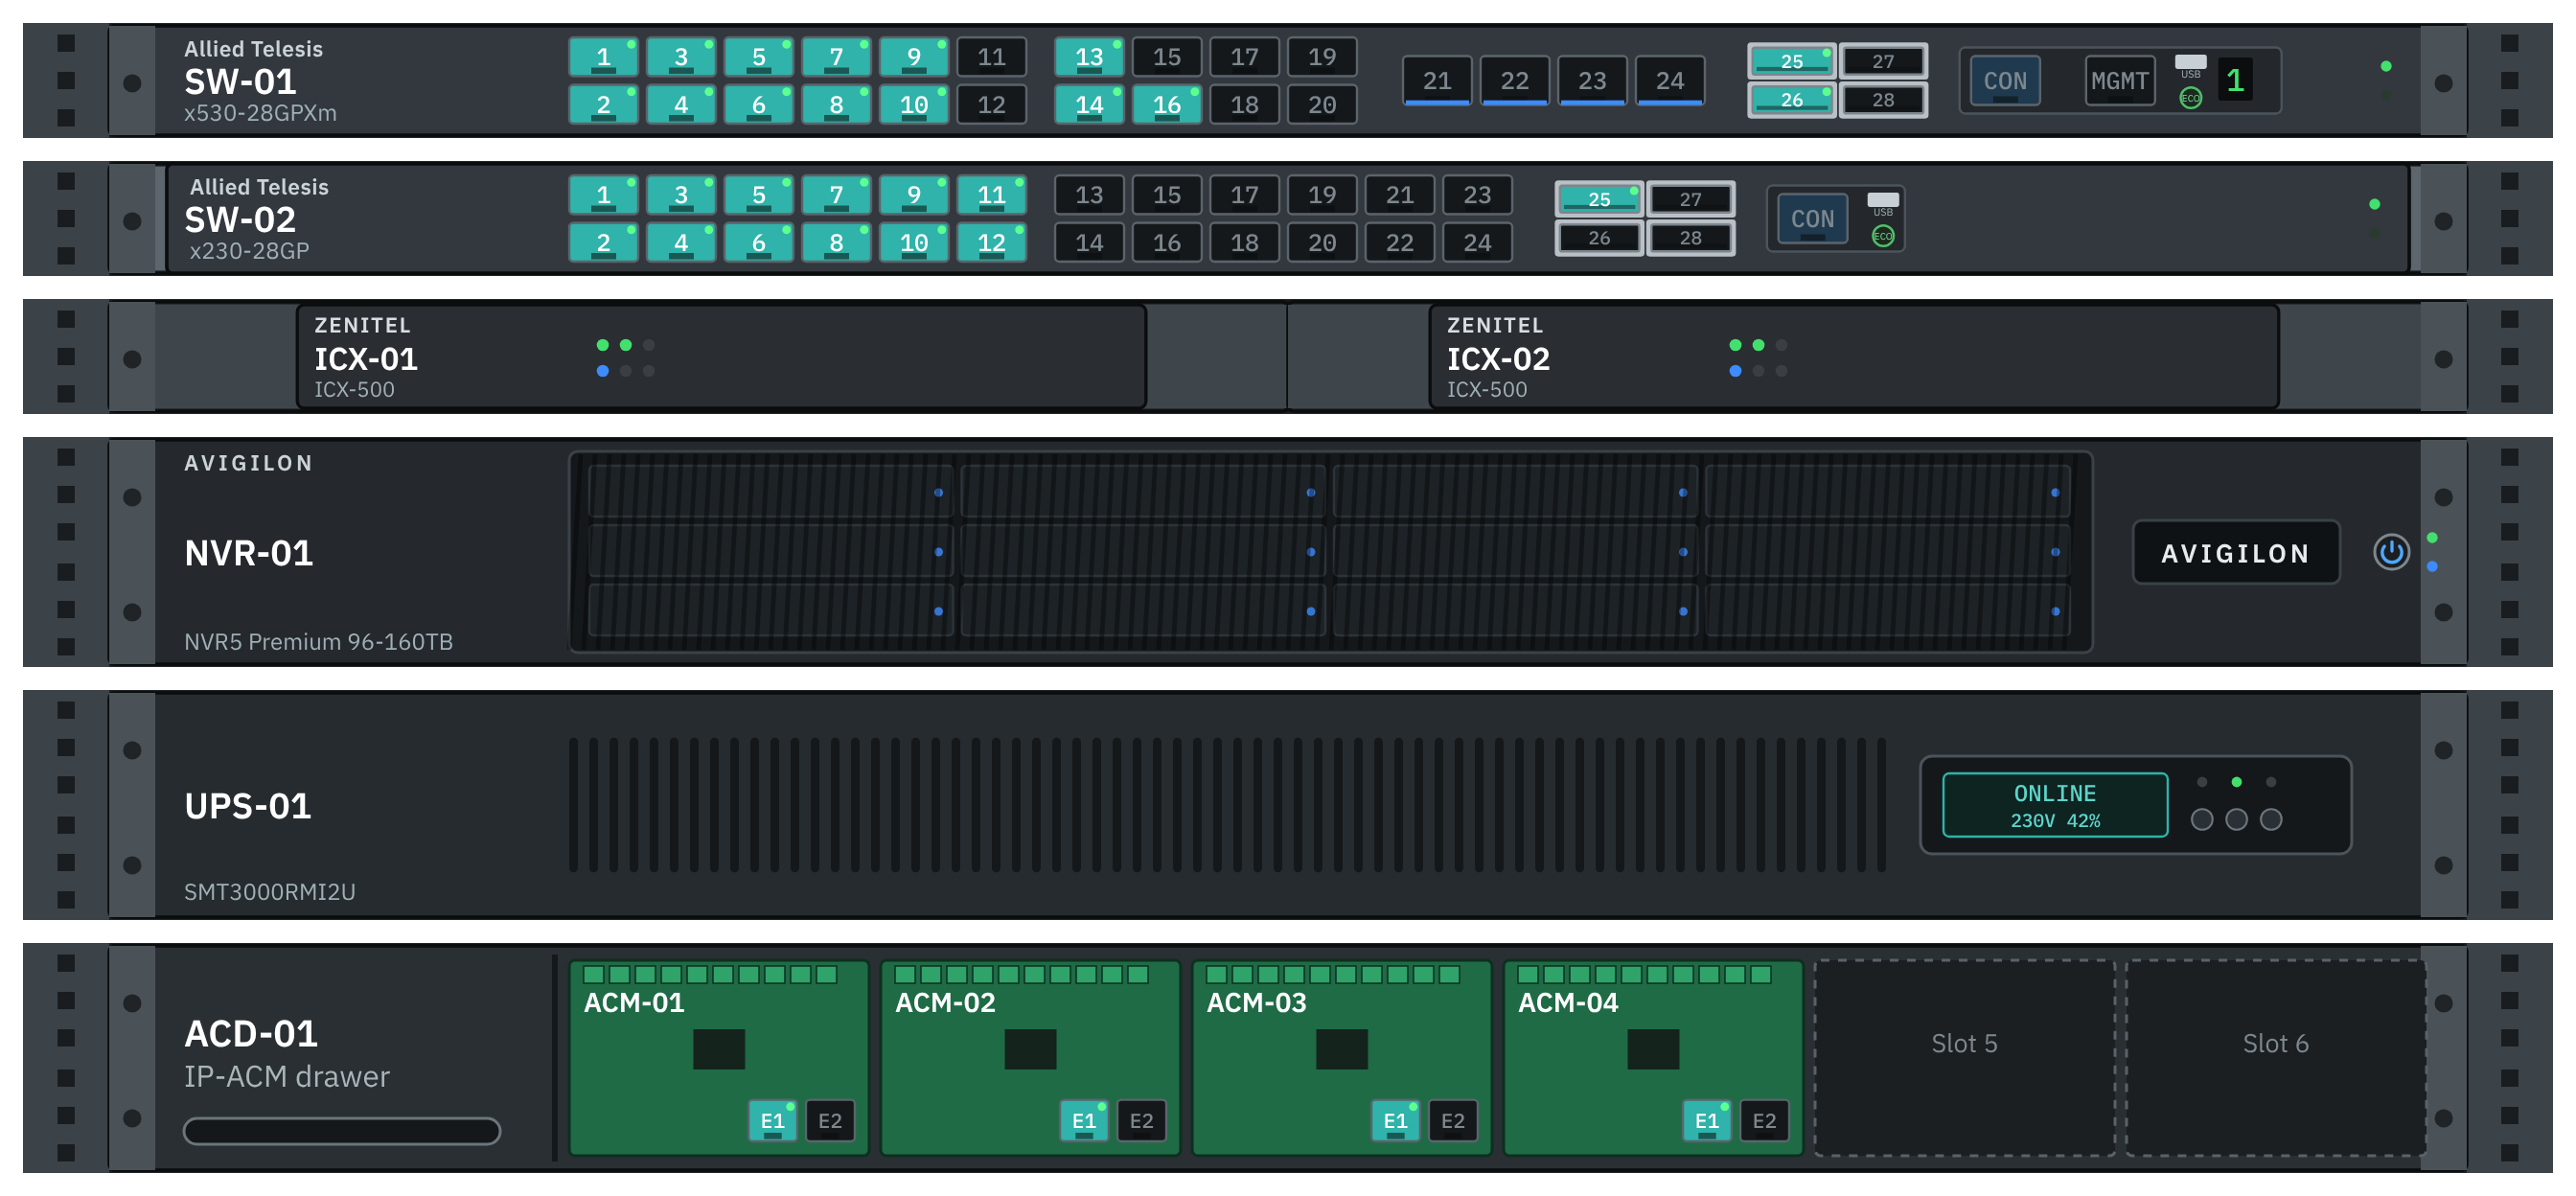 Allied Telesis
SW-01
x530-28GPXm
1 3 5 7 9 11 13 15 17 19
2 4 6 8 10 12 14 16 18 20
21 22 23 24
25 27
26 28
CON MGMT USB ECO 1
Allied Telesis
SW-02
x230-28GP
1 3 5 7 9 11 13 15 17 19 21 23
2 4 6 8 10 12 14 16 18 20 22 24
25 27
26 28
CON USB ECO
ZENITEL
ICX-01
ICX-500
ZENITEL
ICX-02
ICX-500
AVIGILON
NVR-01
NVR5 Premium 96-160TB
AVIGILON
UPS-01
SMT3000RMI2U
ONLINE
230V 42%
ACD-01
IP-ACM drawer
ACM-01
E1 E2
ACM-02
E1 E2
ACM-03
E1 E2
ACM-04
E1 E2
Slot 5
Slot 6